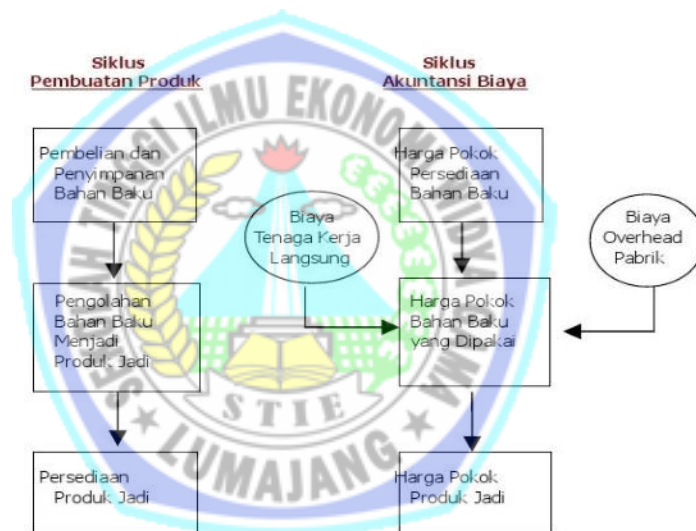 Siklus
Pembuatan Produk
Siklus
Akuntansi Biaya
Pembelian dan
Penyimpanan
Bahan Baku
Harga Pokok
Persediaan
Bahan Baku
Biaya
Tenaga Kerja
Langsung
Biaya
Overhead
Pabrik
Pengolahan
Bahan Baku
Menjadi
Produk Jadi
Harga Pokok
Bahan Baku
yang Dipakai
Persediaan
Produk Jadi
Harga Pokok
Produk Jadi
STIE
LUMAJANG